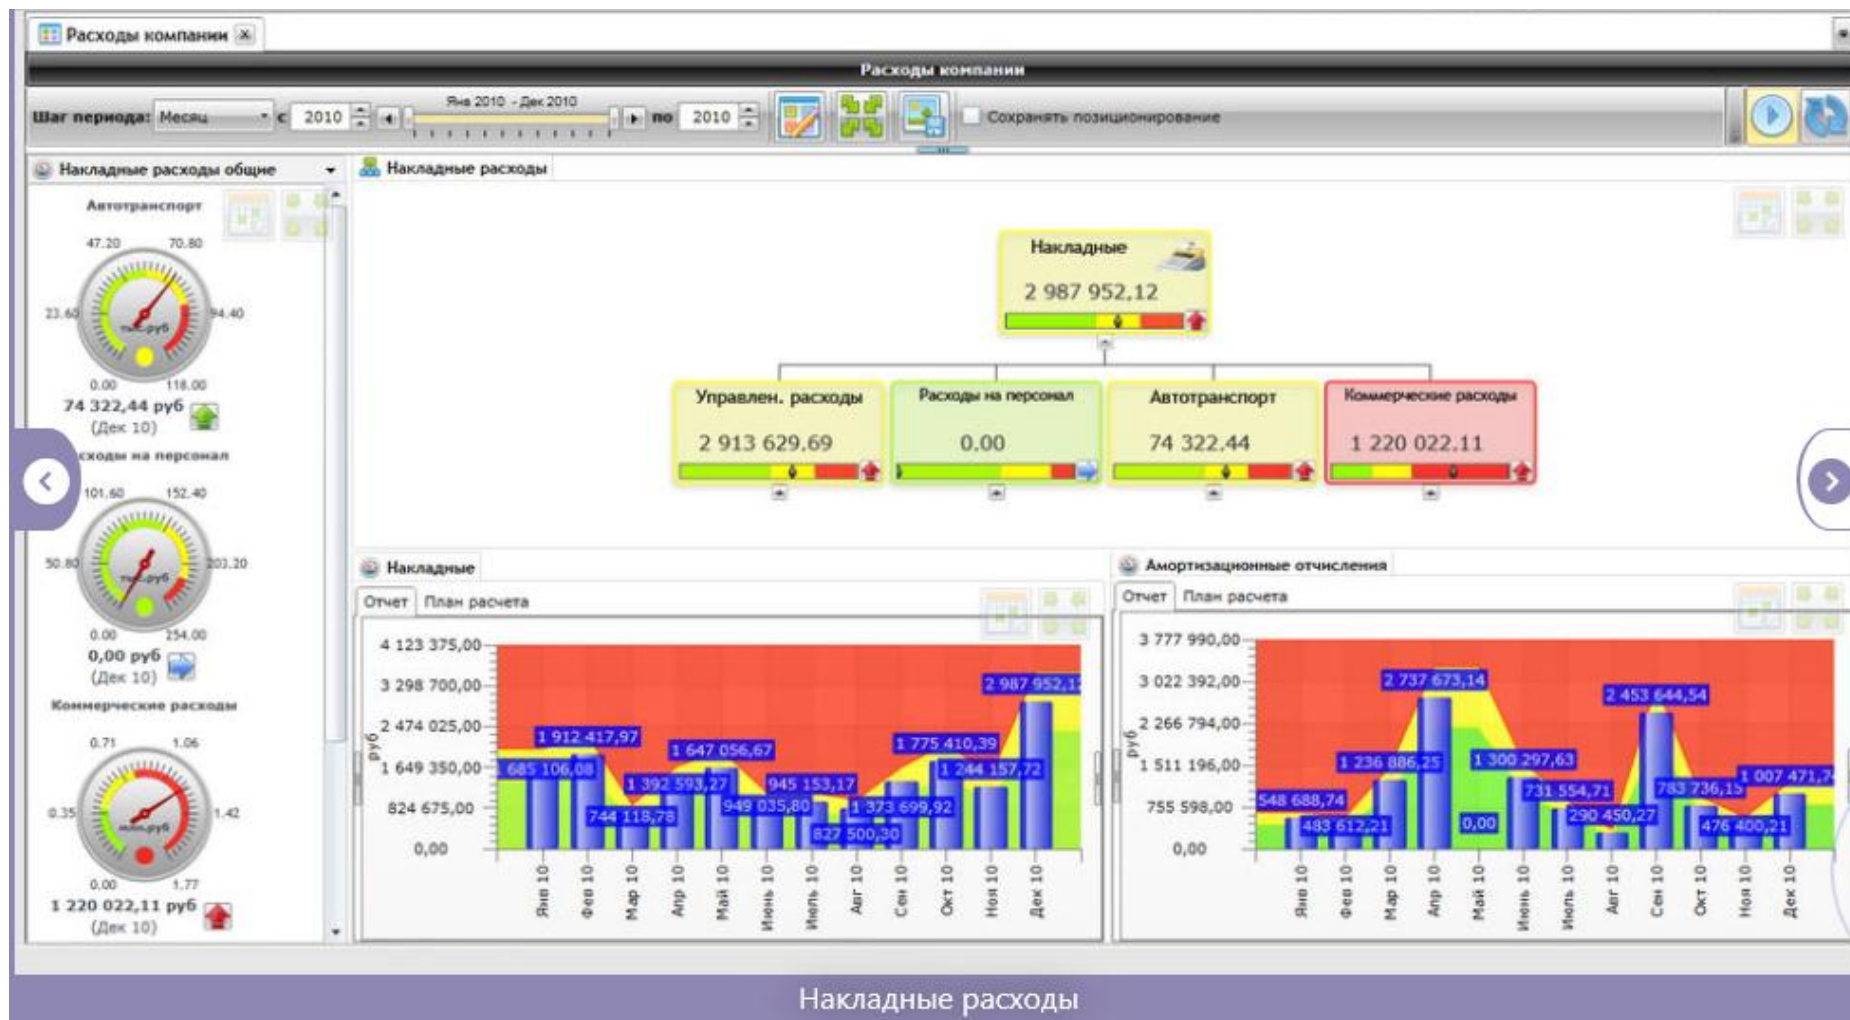 Расходы компании
Расходы компании
Шаг периода: Месяц с 2010 Янв 2010 - Дек 2010 по 2010 Сохранять позиционирование
Накладные расходы общие
Автотранспорт
47.20 70.80
23.60 94.40
тыс.руб
0.00 118.00
74 322,44 руб
(Дек 10)
сходы на персонал
101.60 152.40
50.80 203.20
тыс.руб
0.00 254.00
0,00 руб
(Дек 10)
Коммерческие расходы
0.71 1.06
0.35 1.42
млн.руб
0.00 1.77
1 220 022,11 руб
(Дек 10)
Накладные расходы
Накладные
2 987 952,12
Управлен. расходы
2 913 629,69
Расходы на персонал
0,00
Автотранспорт
74 322,44
Коммерческие расходы
1 220 022,11
Накладные
Отчет План расчета
4 123 375,00
3 298 700,00
2 474 025,00
1 649 350,00
824 675,00
0,00
руб
685 106,08
1 912 417,97
744 118,78
1 392 593,27
1 647 056,67
949 035,80
945 153,17
827 500,30
1 373 699,92
1 775 410,39
1 244 157,72
2 987 952,12
Янв 10
Фев 10
Мар 10
Апр 10
Май 10
Июнь 10
Июль 10
Авг 10
Сен 10
Окт 10
Ноя 10
Дек 10
Амортизационные отчисления
Отчет План расчета
3 777 990,00
3 022 392,00
2 266 794,00
1 511 196,00
755 598,00
0,00
руб
548 688,74
483 612,21
1 236 886,25
2 737 673,14
0,00
1 300 297,63
731 554,71
290 450,27
2 453 644,54
783 736,15
476 400,21
1 007 471,7
Янв 10
Фев 10
Мар 10
Апр 10
Май 10
Июнь 10
Июль 10
Авг 10
Сен 10
Окт 10
Ноя 10
Дек 10
Накладные расходы